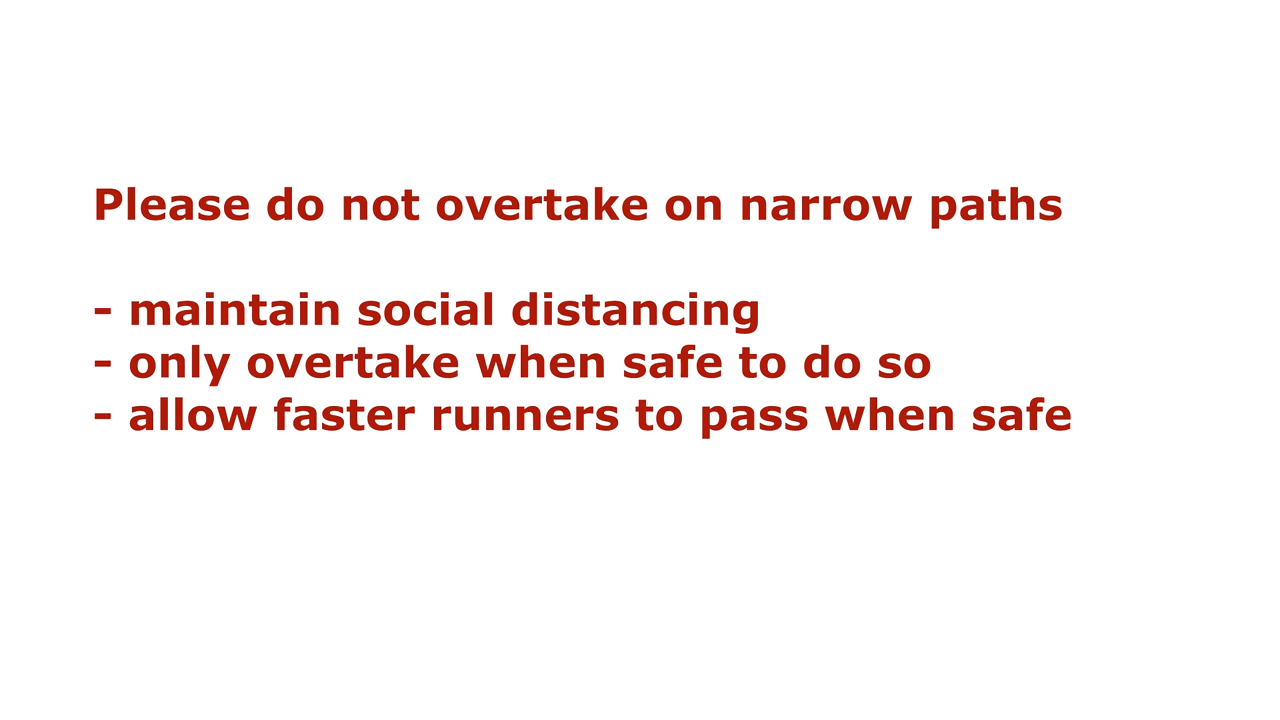 Please do not overtake on narrow paths
- maintain social distancing
- only overtake when safe to do so
- allow faster runners to pass when safe